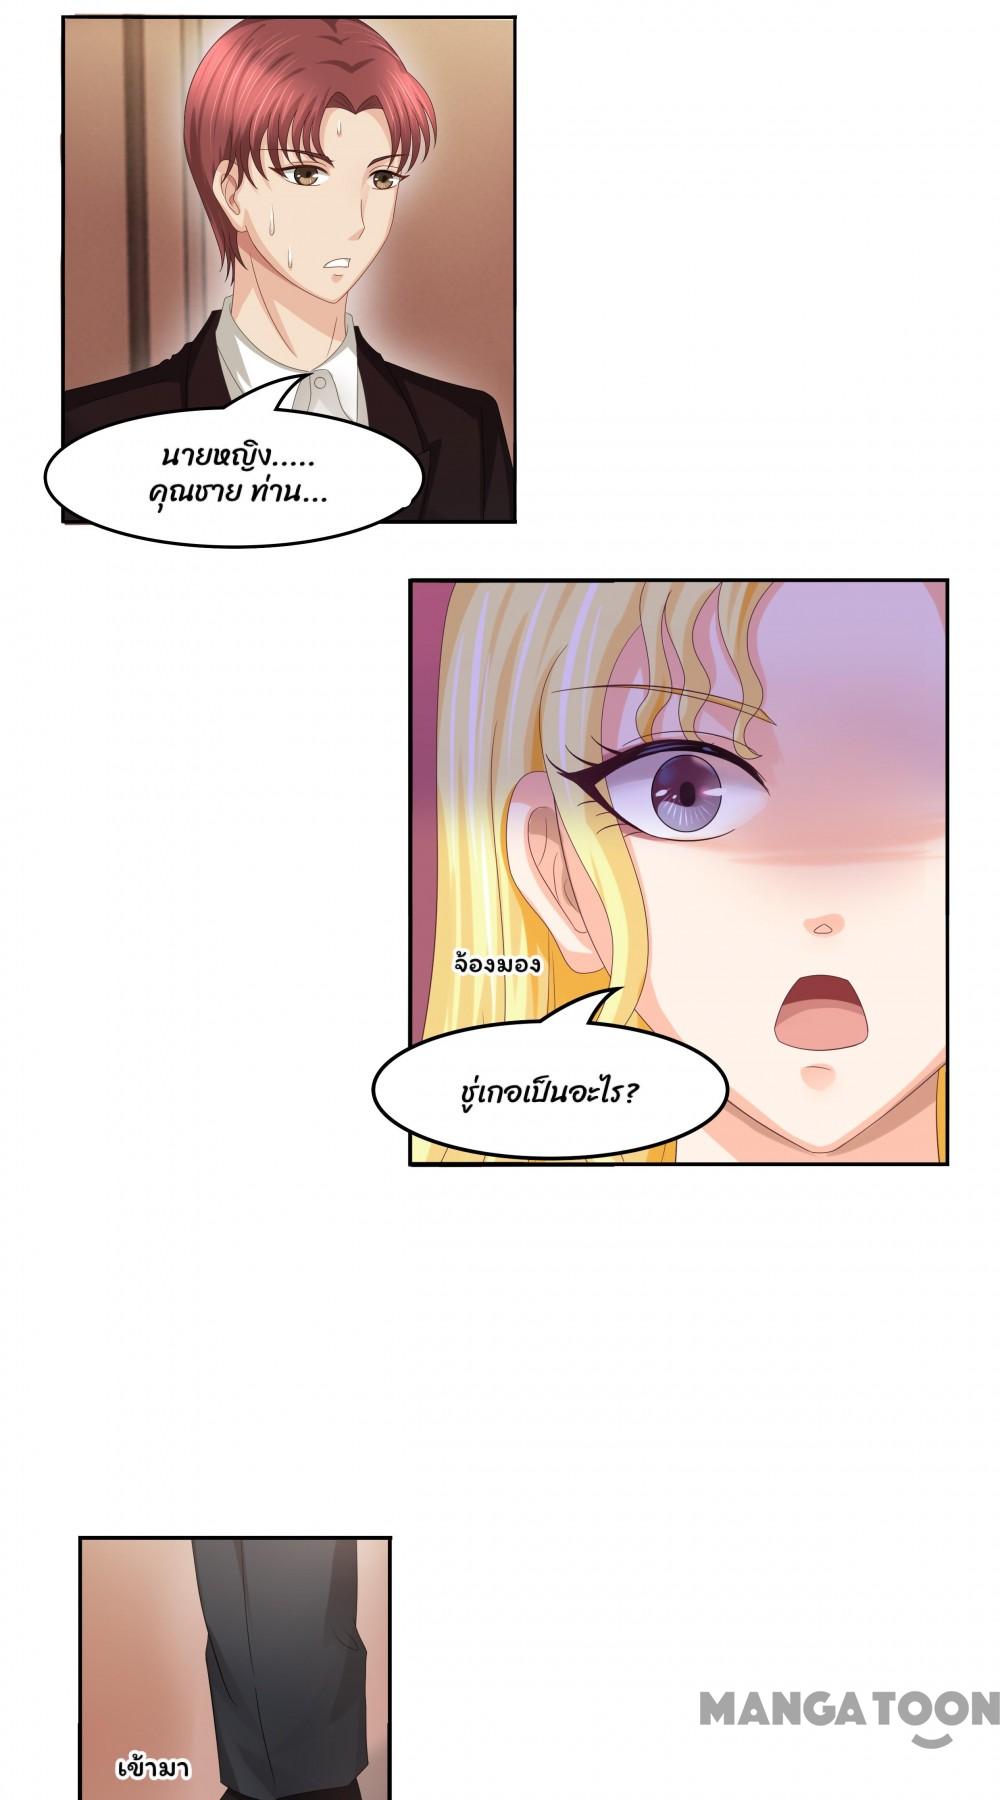 นายหญิง.....
คุณชาย ท่าน...
จ้องมอง
ชู่เกอเป็นอะไร?
MANGATOON
เข้ามา